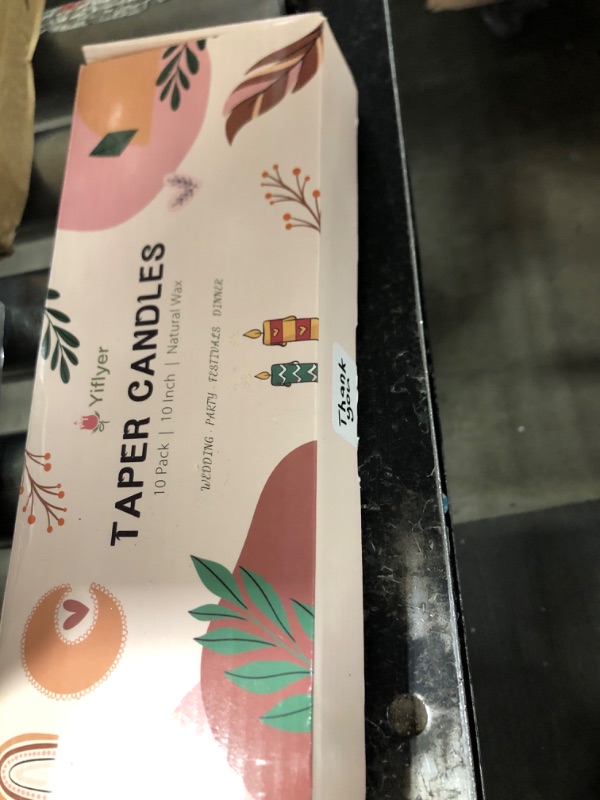 Yiflyer
TAPER CANDLES
10 Pack | 10 Inch | Natural Wax
WEDDING · PARTY · FESTIVALS · DINNER
Thank
you